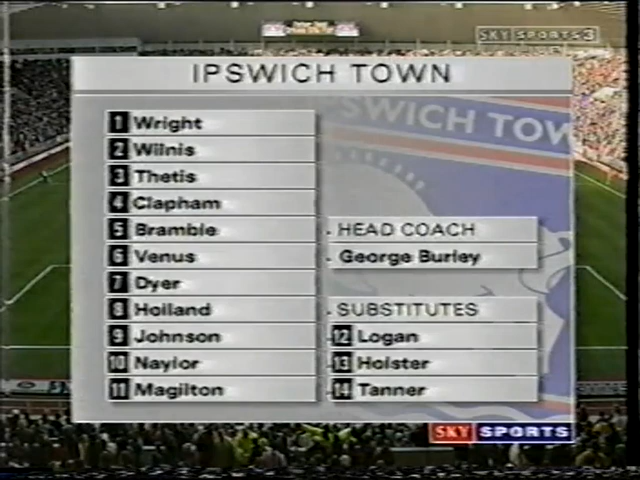 SKY SPORTS 3
IPSWICH TOWN
SWICH TOW
1 Wright
2 Wilnis
3 Thetis
4 Clapham
5 Bramble
6 Venus
7 Dyer
8 Holland
9 Johnson
10 Naylor
11 Magilton
HEAD COACH
George Burley
SUBSTITUTES
12 Logan
13 Holster
14 Tanner
SKY SPORTS